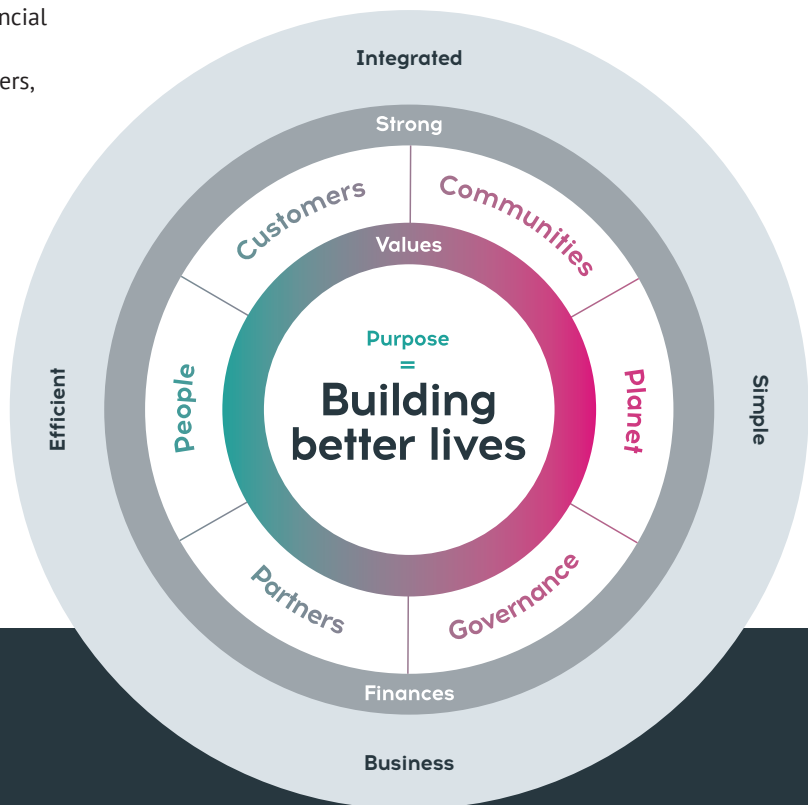 ncial
ers,
Integrated
Strong
Customers
Communities
Values
Purpose
=
Building
better lives
Efficient
People
Planet
Simple
Partners
Governance
Finances
Business